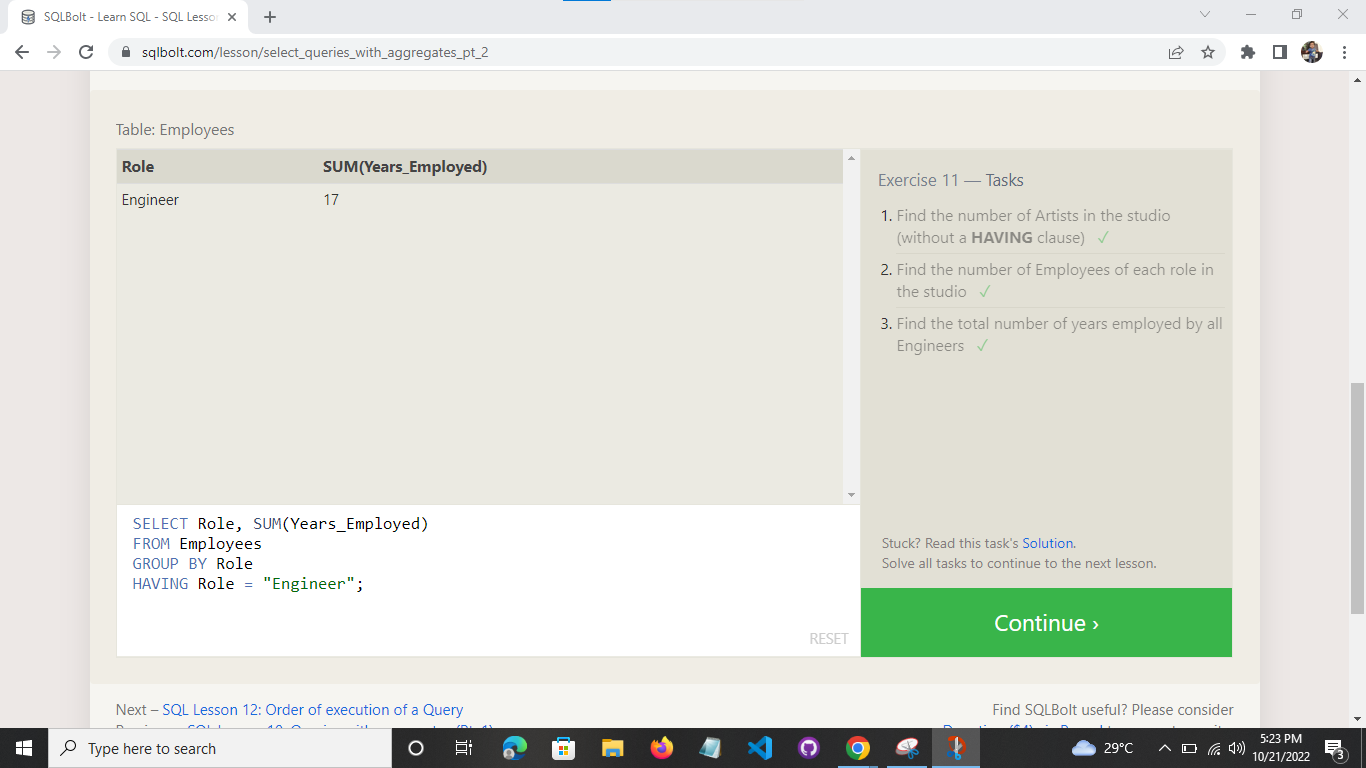 SQLBolt - Learn SQL - SQL Lesson
sqlbolt.com/lesson/select_queries_with_aggregates_pt_2
Table: Employees
Role SUM(Years_Employed)
Engineer 17
Exercise 11 — Tasks
1. Find the number of Artists in the studio
(without a HAVING clause) ✓
2. Find the number of Employees of each role in
the studio ✓
3. Find the total number of years employed by all
Engineers ✓
SELECT Role, SUM(Years_Employed)
FROM Employees
GROUP BY Role
HAVING Role = "Engineer";
RESET
Stuck? Read this task's Solution.
Solve all tasks to continue to the next lesson.
Continue ›
Next – SQL Lesson 12: Order of execution of a Query
Find SQLBolt useful? Please consider
Type here to search
29°C
5:23 PM
10/21/2022
3